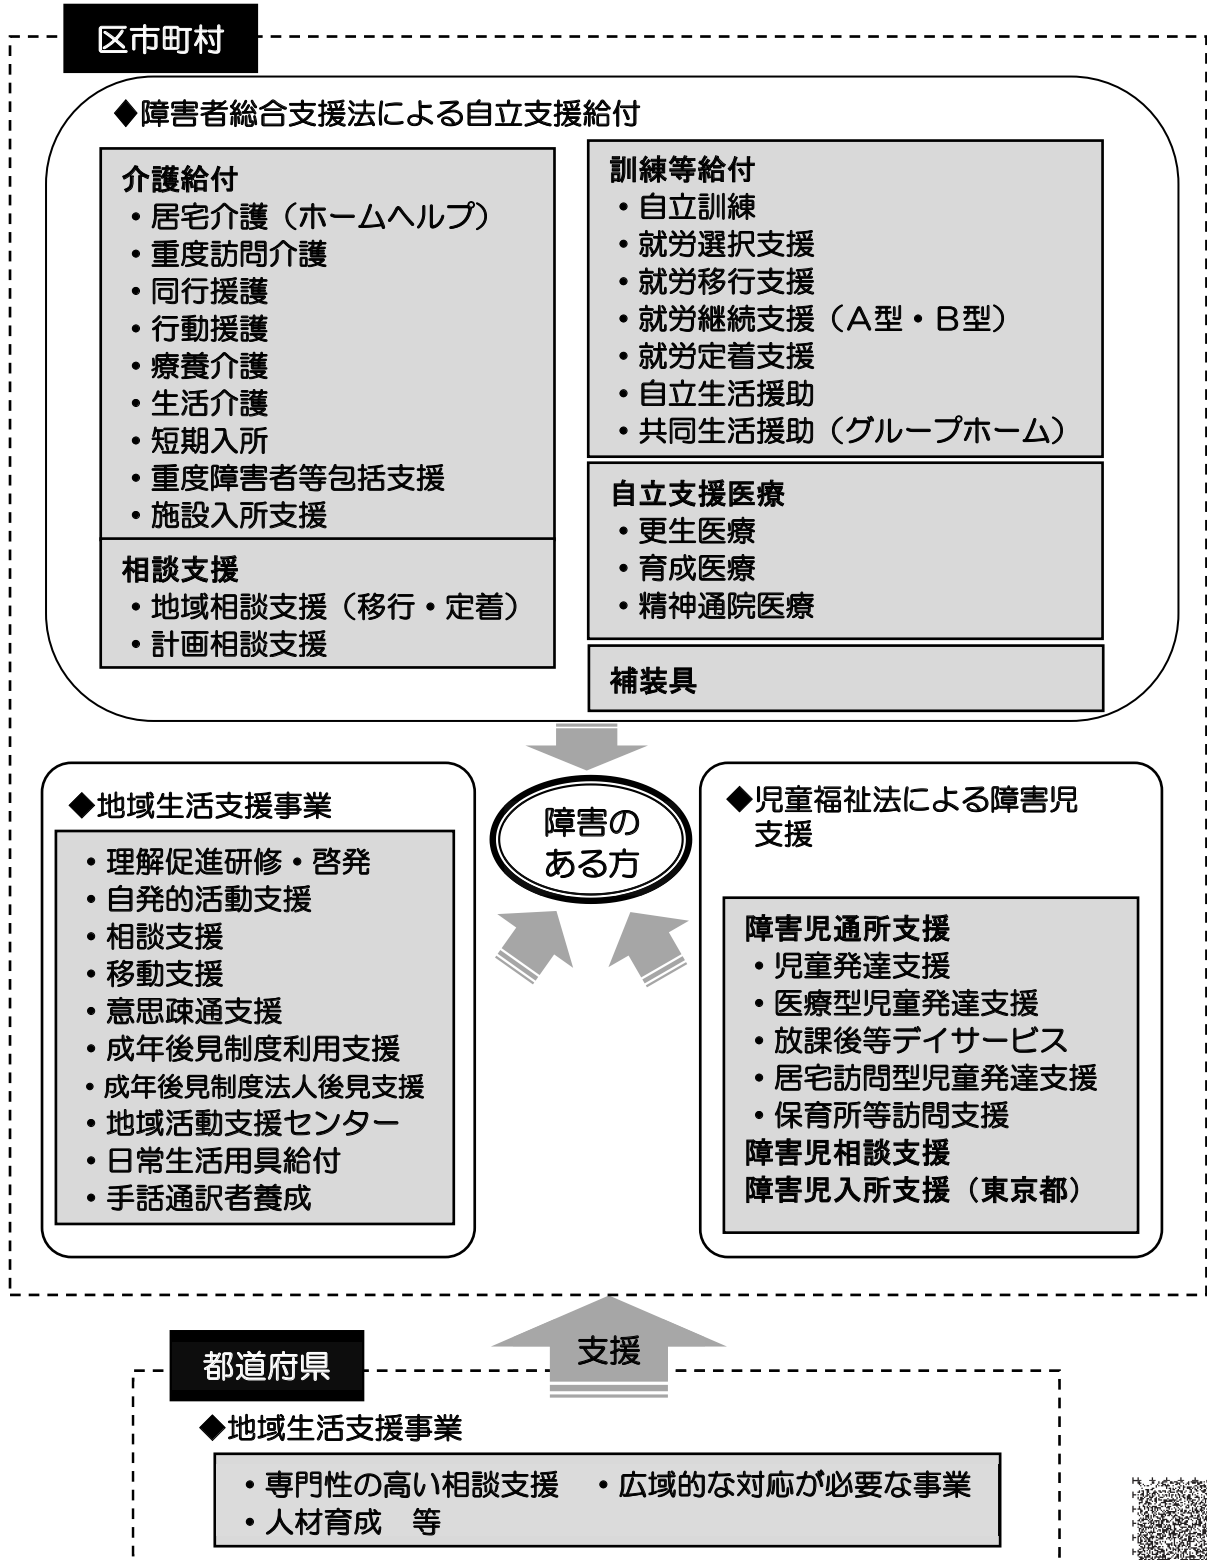 区市町村
◆障害者総合支援法による自立支援給付
介護給付
・居宅介護（ホームヘルプ）
・重度訪問介護
・同行援護
・行動援護
・療養介護
・生活介護
・短期入所
・重度障害者等包括支援
・施設入所支援
相談支援
・地域相談支援（移行・定着）
・計画相談支援
訓練等給付
・自立訓練
・就労選択支援
・就労移行支援
・就労継続支援（Ａ型・Ｂ型）
・就労定着支援
・自立生活援助
・共同生活援助（グループホーム）
自立支援医療
・更生医療
・育成医療
・精神通院医療
補装具
障害の
ある方
◆地域生活支援事業
・理解促進研修・啓発
・自発的活動支援
・相談支援
・移動支援
・意思疎通支援
・成年後見制度利用支援
・成年後見制度法人後見支援
・地域活動支援センター
・日常生活用具給付
・手話通訳者養成
◆児童福祉法による障害児
支援
障害児通所支援
・児童発達支援
・医療型児童発達支援
・放課後等デイサービス
・居宅訪問型児童発達支援
・保育所等訪問支援
障害児相談支援
障害児入所支援（東京都）
支援
都道府県
◆地域生活支援事業
・専門性の高い相談支援　・広域的な対応が必要な事業
・人材育成　等